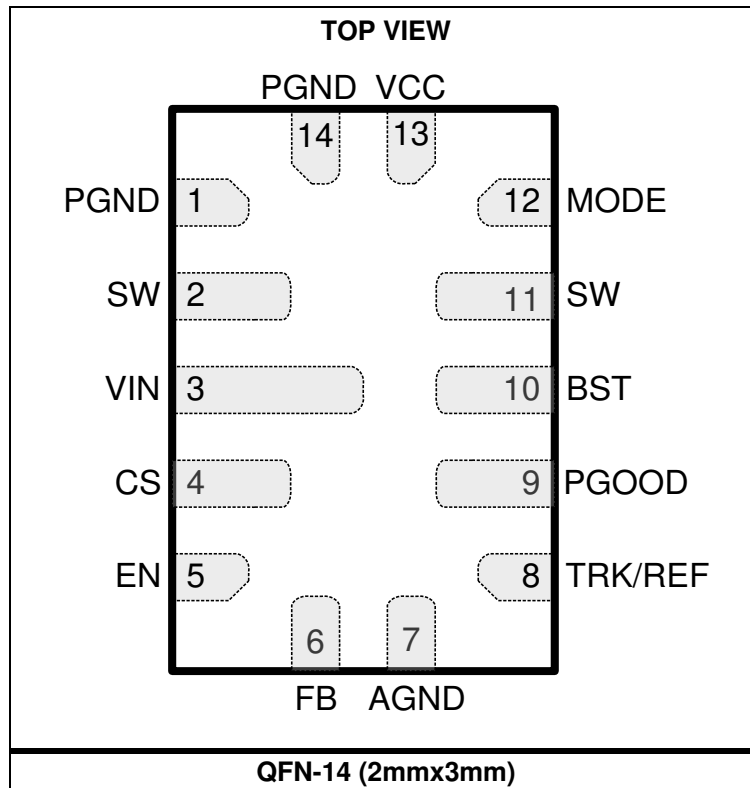 TOP VIEW
PGND VCC
14 13
PGND 1 12 MODE
SW 2 11 SW
VIN 3 10 BST
CS 4 9 PGOOD
EN 5 8 TRK/REF
6 7
FB AGND
QFN-14 (2mmx3mm)